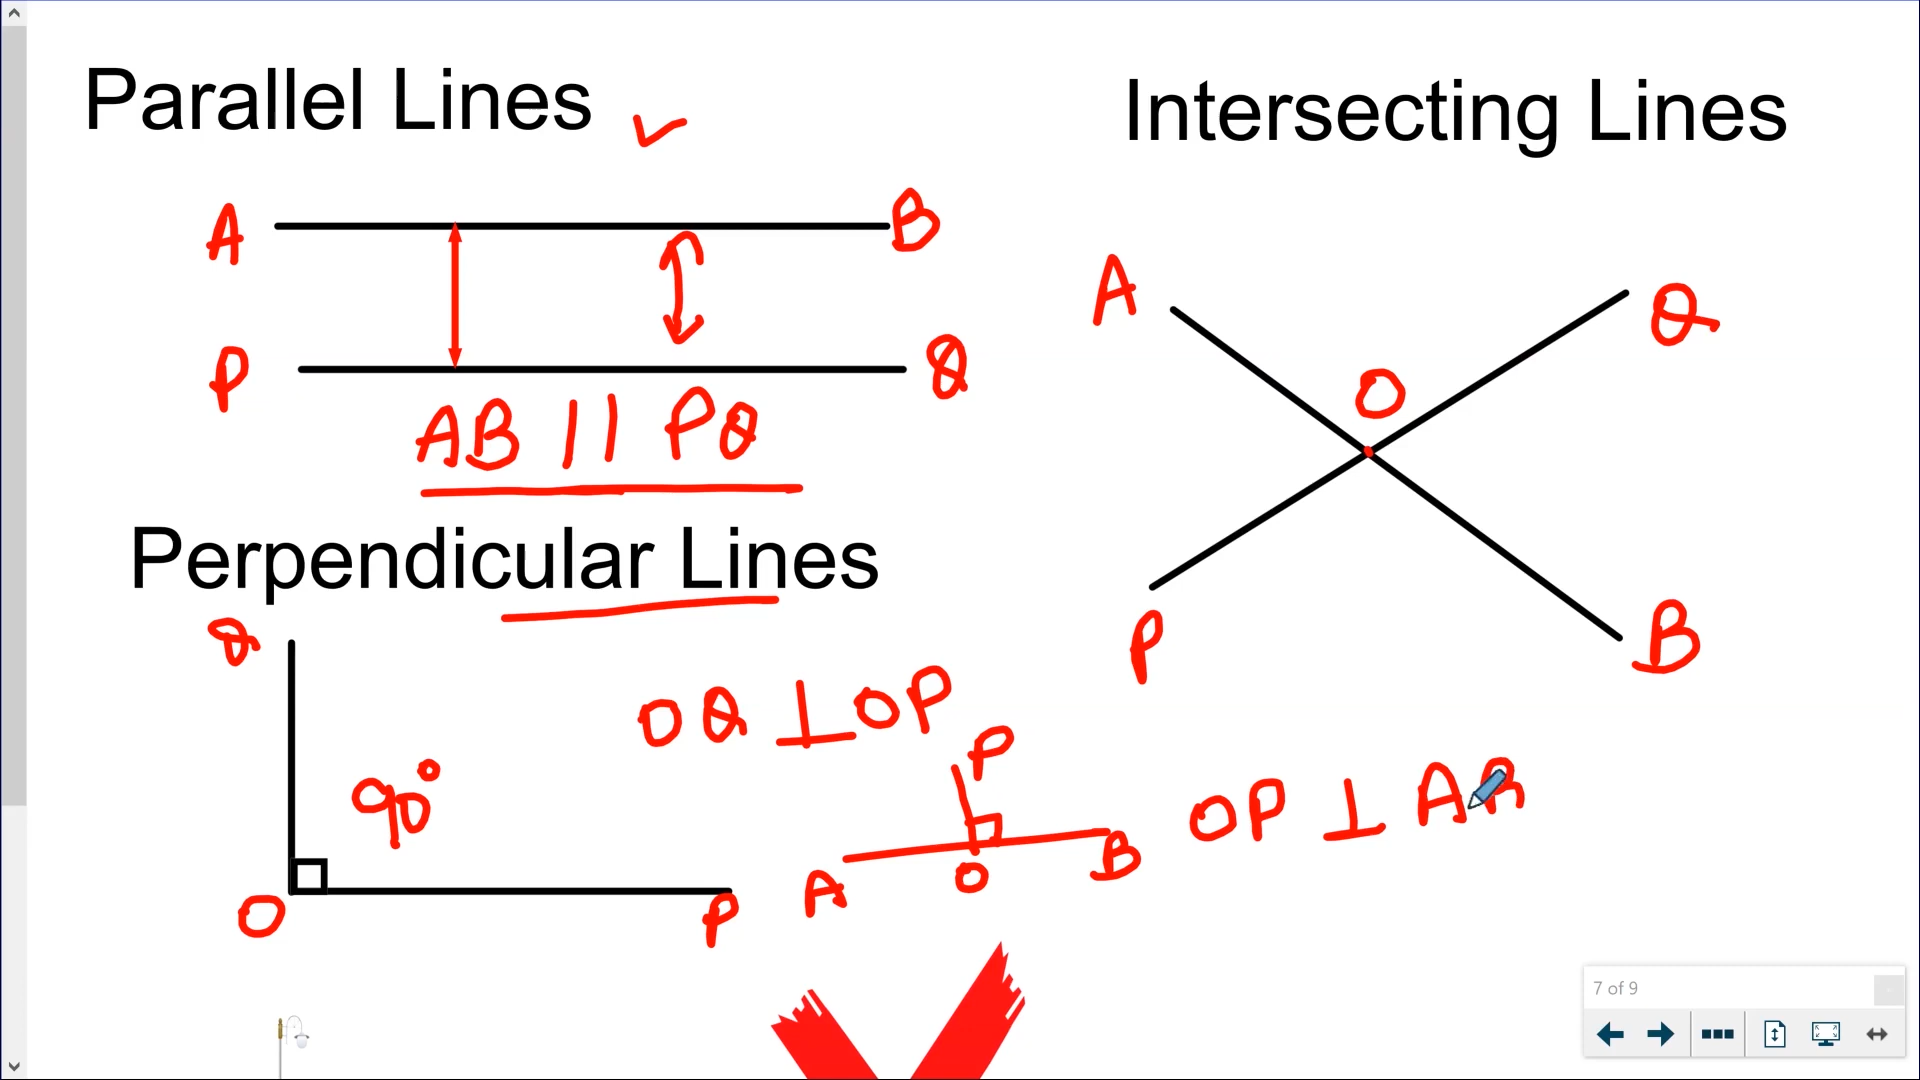 Parallel Lines
A
B
P
Q
AB || PQ
Intersecting Lines
A
Q
O
P
B
Perpendicular Lines
Q
90°
O
P
OQ ⊥ OP
P
A
O
B
OP ⊥ AB
7 of 9